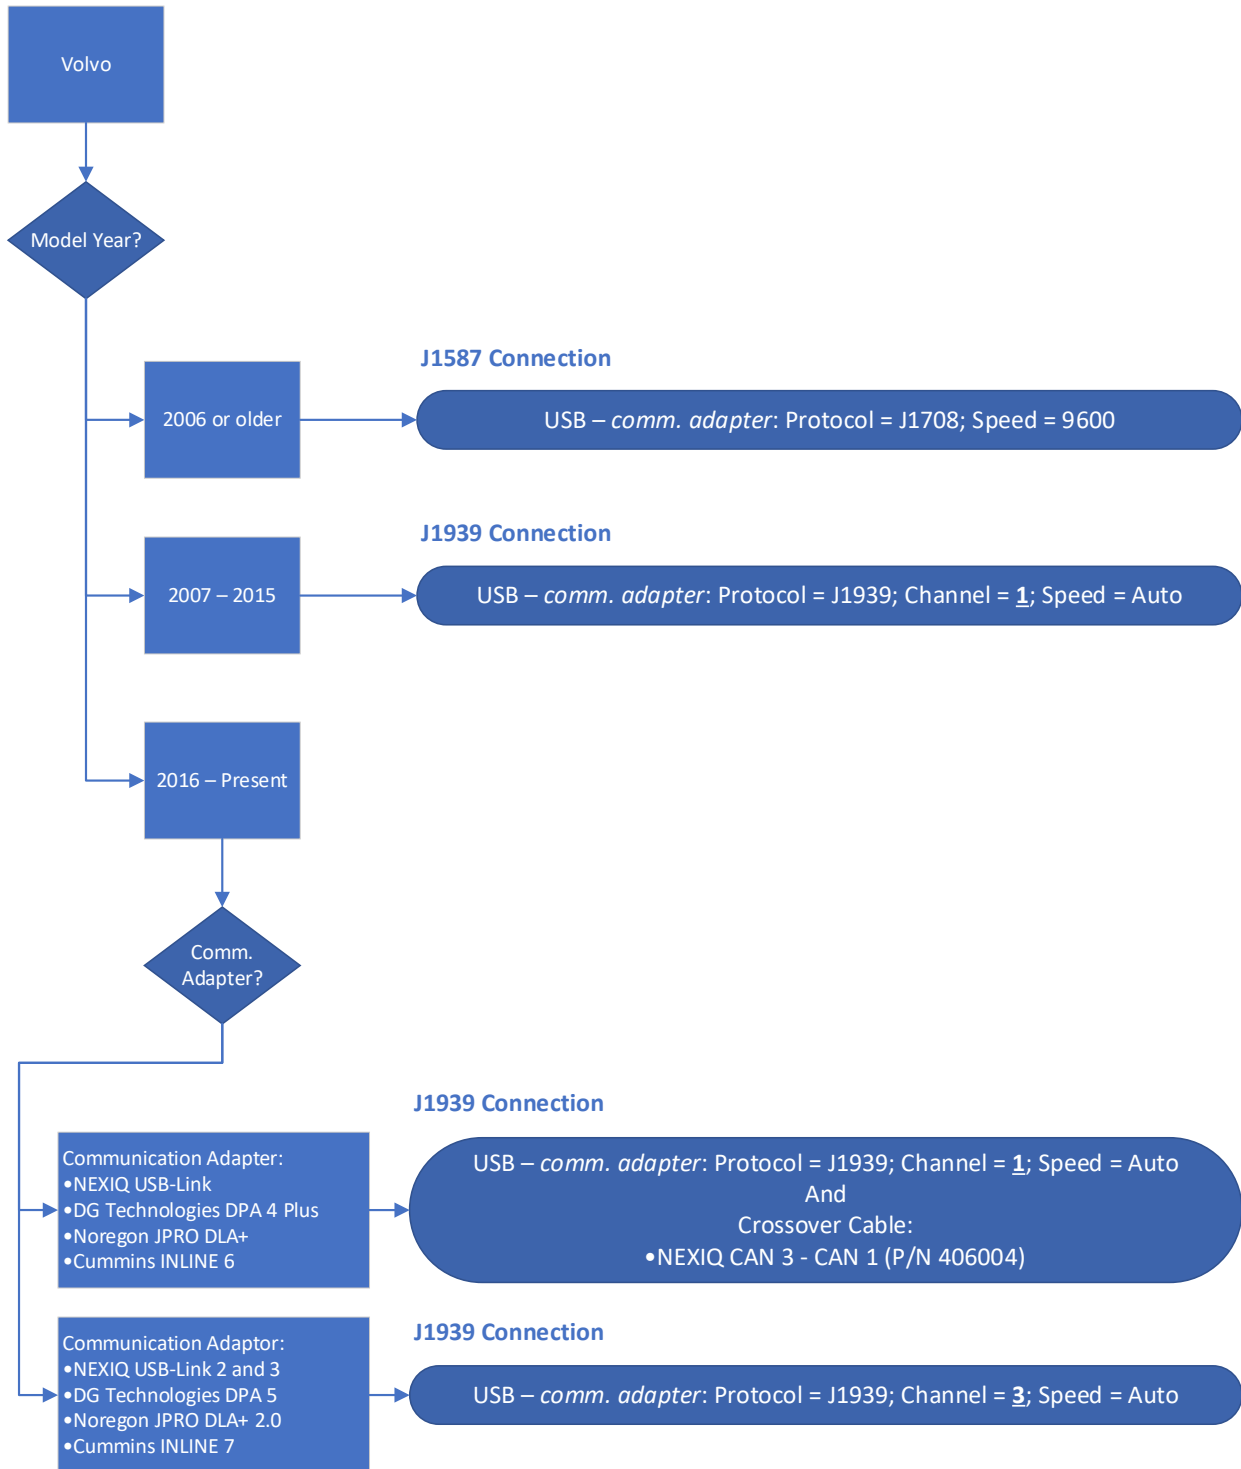 Volvo
Model Year?
J1587 Connection
2006 or older
USB – comm. adapter: Protocol = J1708; Speed = 9600
J1939 Connection
2007 – 2015
USB – comm. adapter: Protocol = J1939; Channel = 1; Speed = Auto
2016 – Present
Comm.
Adapter?
J1939 Connection
Communication Adapter:
•NEXIQ USB-Link
•DG Technologies DPA 4 Plus
•Noregon JPRO DLA+
•Cummins INLINE 6
USB – comm. adapter: Protocol = J1939; Channel = 1; Speed = Auto
And
Crossover Cable:
•NEXIQ CAN 3 - CAN 1 (P/N 406004)
J1939 Connection
Communication Adaptor:
•NEXIQ USB-Link 2 and 3
•DG Technologies DPA 5
•Noregon JPRO DLA+ 2.0
•Cummins INLINE 7
USB – comm. adapter: Protocol = J1939; Channel = 3; Speed = Auto